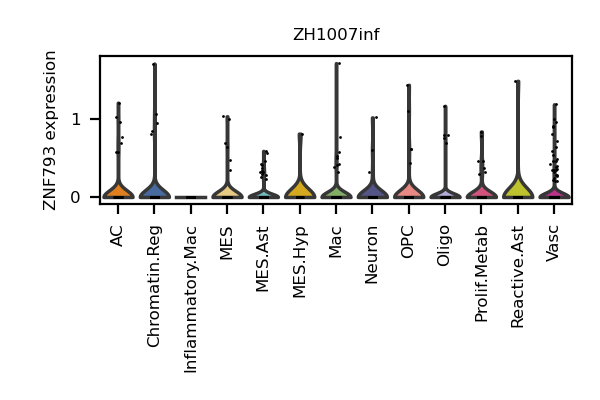 ZH1007inf
ZNF793 expression
1
0
AC
Chromatin.Reg
Inflammatory.Mac
MES
MES.Ast
MES.Hyp
Mac
Neuron
OPC
Oligo
Prolif.Metab
Reactive.Ast
Vasc